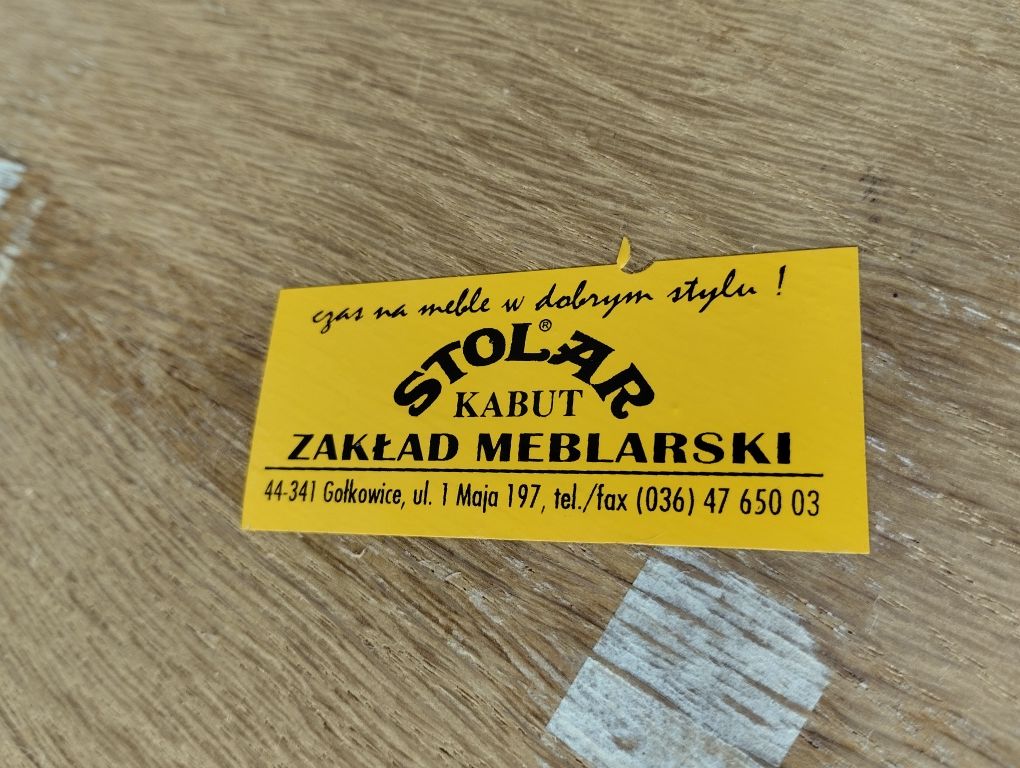 czas na meble w dobrym stylu !
STOLAR®
KABUT
ZAKŁAD MEBLARSKI
44-341 Gołkowice, ul. 1 Maja 197, tel./fax (036) 47 650 03